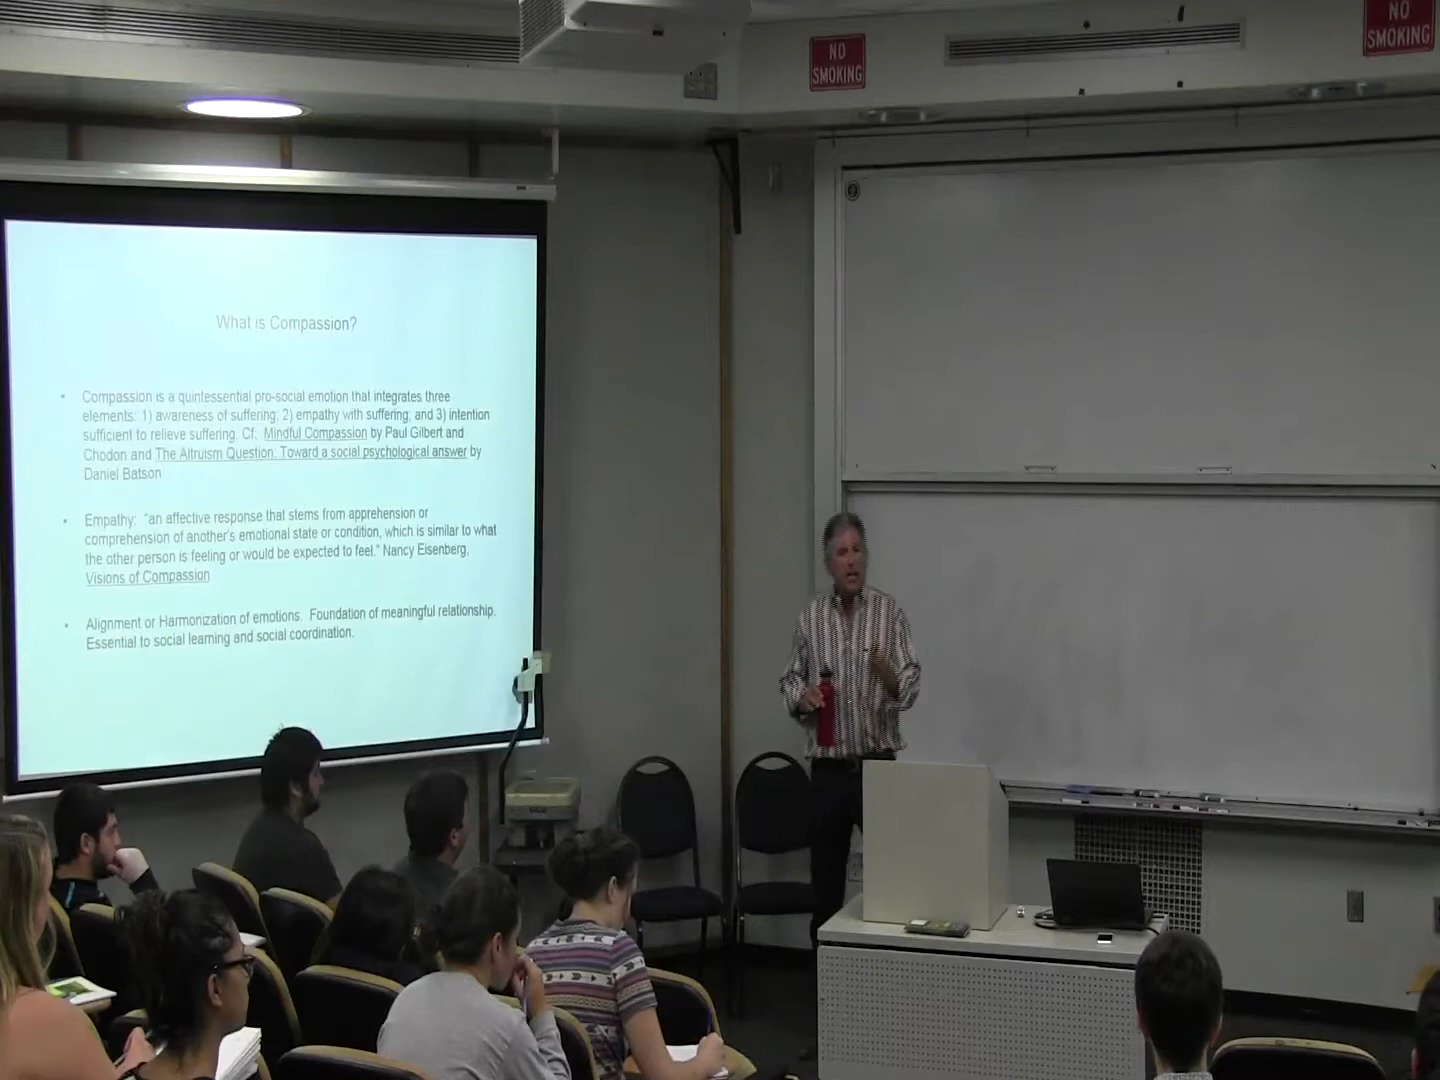 NO
SMOKING
NO
SMOKING
What is Compassion?
• Compassion is a quintessential pro-social emotion that integrates three
elements: 1) awareness of suffering; 2) empathy with suffering; and 3) intention
sufficient to relieve suffering. Cf. Mindful Compassion by Paul Gilbert and
Chodon and The Altruism Question: Toward a social psychological answer by
Daniel Batson
• Empathy: "an affective response that stems from apprehension or
comprehension of another's emotional state or condition, which is similar to what
the other person is feeling or would be expected to feel." Nancy Eisenberg,
Visions of Compassion
• Alignment or Harmonization of emotions. Foundation of meaningful relationship.
Essential to social learning and social coordination.